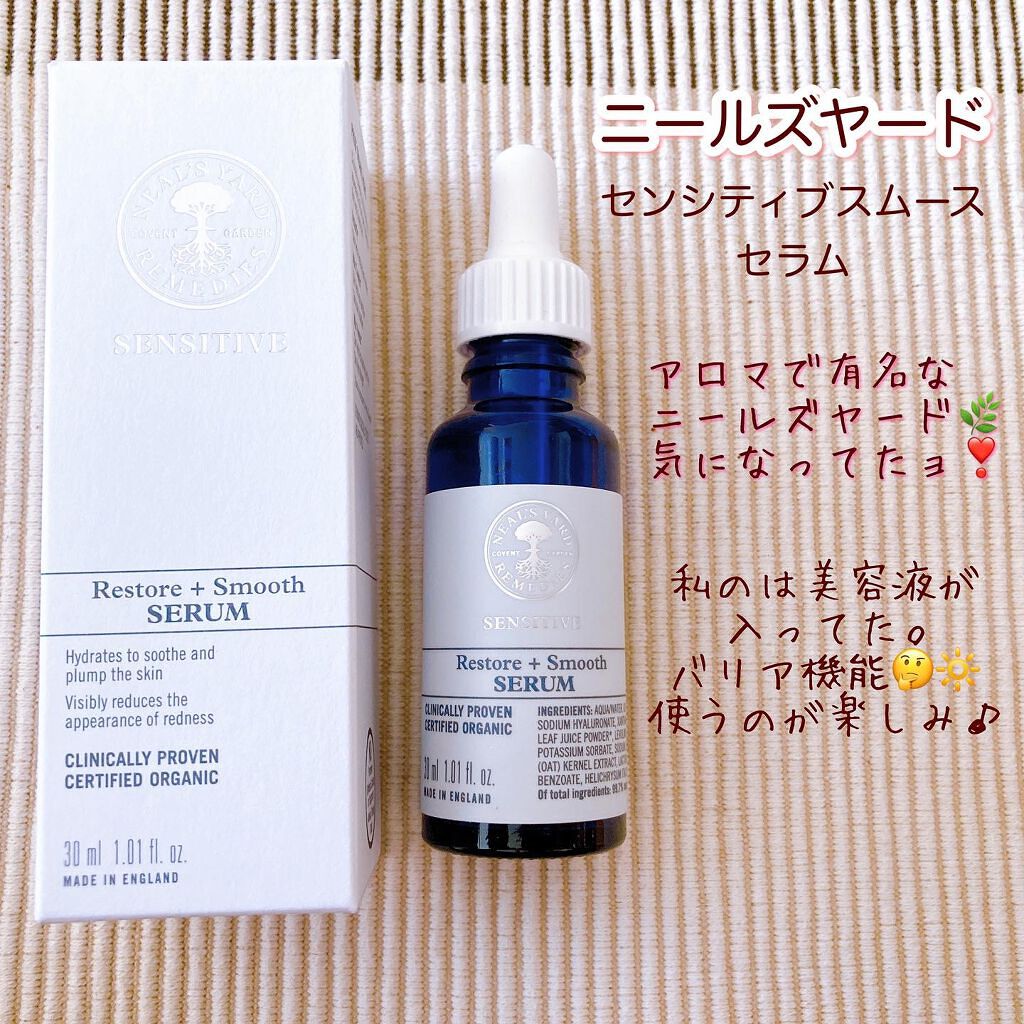 NEAL'S YARD
COVENT GARDEN
REMEDIES
SENSITIVE
Restore + Smooth
SERUM
Hydrates to soothe and
plump the skin
Visibly reduces the
appearance of redness
CLINICALLY PROVEN
CERTIFIED ORGANIC
30 ml 1.01 fl. oz.
MADE IN ENGLAND
NEAL'S YARD
COVENT GARDEN
REMEDIES
SENSITIVE
Restore + Smooth
SERUM
CLINICALLY PROVEN
CERTIFIED ORGANIC
30 ml 1.01 fl. oz.
MADE IN ENGLAND
INGREDIENTS: AQUA/WATER,
SODIUM HYALURONATE,
LEAF JUICE POWDER*,
POTASSIUM SORBATE,
(OAT) KERNEL EXTRACT,
BENZOATE, HELICHRYSUM
Of total ingredients:
ニールズヤード
センシティブスムース
セラム
アロマで有名な
ニールズヤード🌿
気になってたョ❣
私のは美容液が
入ってた。
バリア機能🤔🔆
使うのが楽しみ♪